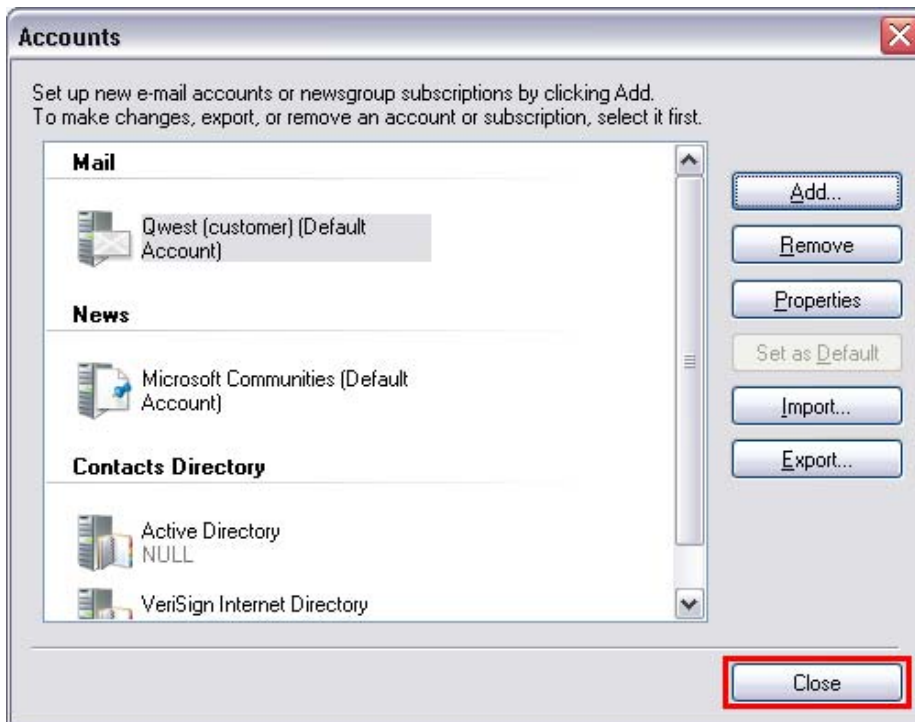 Accounts
Set up new e-mail accounts or newsgroup subscriptions by clicking Add.
To make changes, export, or remove an account or subscription, select it first.
Mail
Qwest (customer) (Default
Account)
News
Microsoft Communities (Default
Account)
Contacts Directory
Active Directory
NULL
VeriSign Internet Directory
Add...
Remove
Properties
Set as Default
Import...
Export...
Close